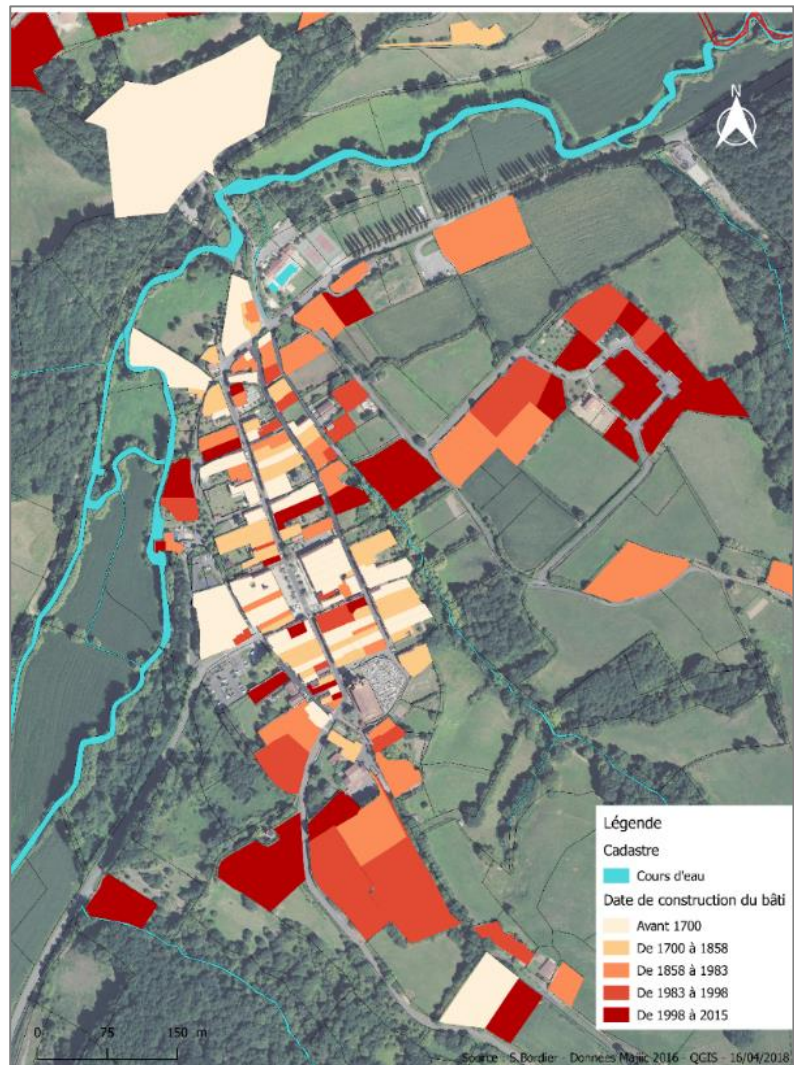 N
Légende
Cadastre
Cours d'eau
Date de construction du bâti
Avant 1700
De 1700 à 1858
De 1858 à 1983
De 1983 à 1998
De 1998 à 2015
0 75 150 m
Source : S.Bordier - Données Majiic 2016 - QGIS - 16/04/2018